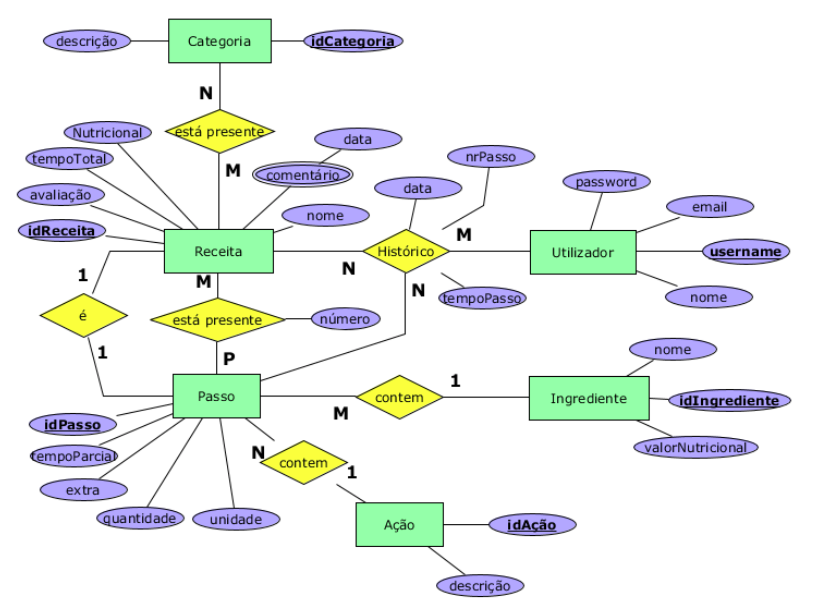 descrição
Categoria
idCategoria
N
está presente
Nutricional
data
nrPasso
tempoTotal
comentário
M
password
avaliação
data
email
nome
idReceita
M
Receita
Histórico
Utilizador
username
N
1
M
N
nome
tempoPasso
é
está presente
número
1
P
nome
1
Passo
contem
Ingrediente
idIngrediente
M
idPasso
valorNutricional
tempoParcial
N
contem
1
extra
quantidade
unidade
Ação
idAção
descrição